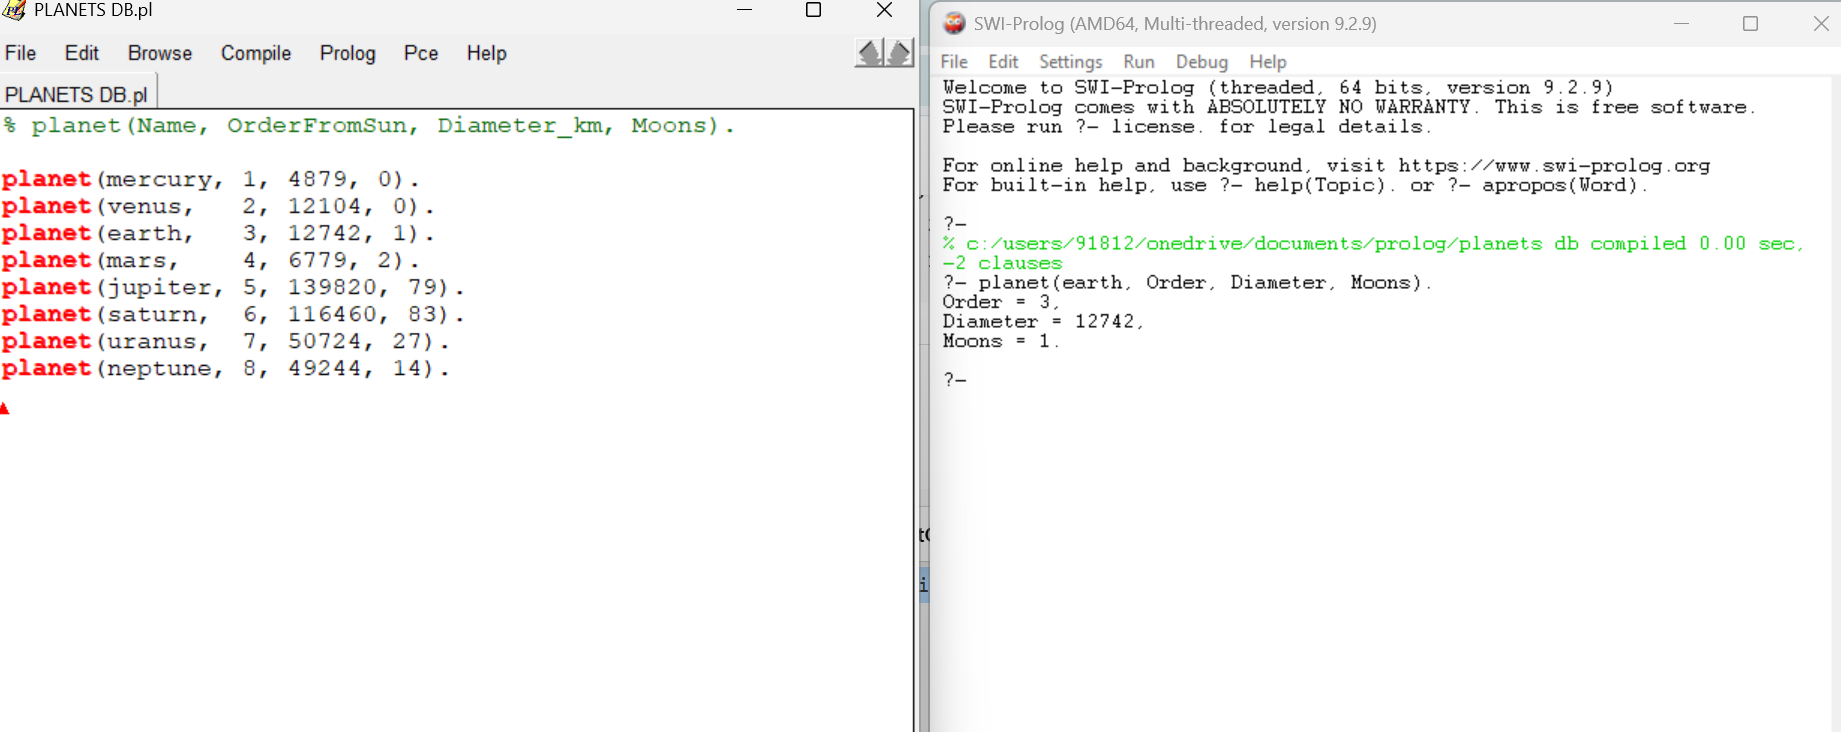 PLANETS DB.pl
File Edit Browse Compile Prolog Pce Help
PLANETS DB.pl
% planet(Name, OrderFromSun, Diameter_km, Moons).
planet(mercury, 1, 4879, 0).
planet(venus,   2, 12104, 0).
planet(earth,   3, 12742, 1).
planet(mars,    4, 6779, 2).
planet(jupiter, 5, 139820, 79).
planet(saturn,  6, 116460, 83).
planet(uranus,  7, 50724, 27).
planet(neptune, 8, 49244, 14).
SWI-Prolog (AMD64, Multi-threaded, version 9.2.9)
File Edit Settings Run Debug Help
Welcome to SWI-Prolog (threaded, 64 bits, version 9.2.9)
SWI-Prolog comes with ABSOLUTELY NO WARRANTY. This is free software.
Please run ?- license. for legal details.
For online help and background, visit https://www.swi-prolog.org
For built-in help, use ?- help(Topic). or ?- apropos(Word).
?-
% c:/users/91812/onedrive/documents/prolog/planets db compiled 0.00 sec,
-2 clauses
?- planet(earth, Order, Diameter, Moons).
Order = 3,
Diameter = 12742,
Moons = 1.
?-